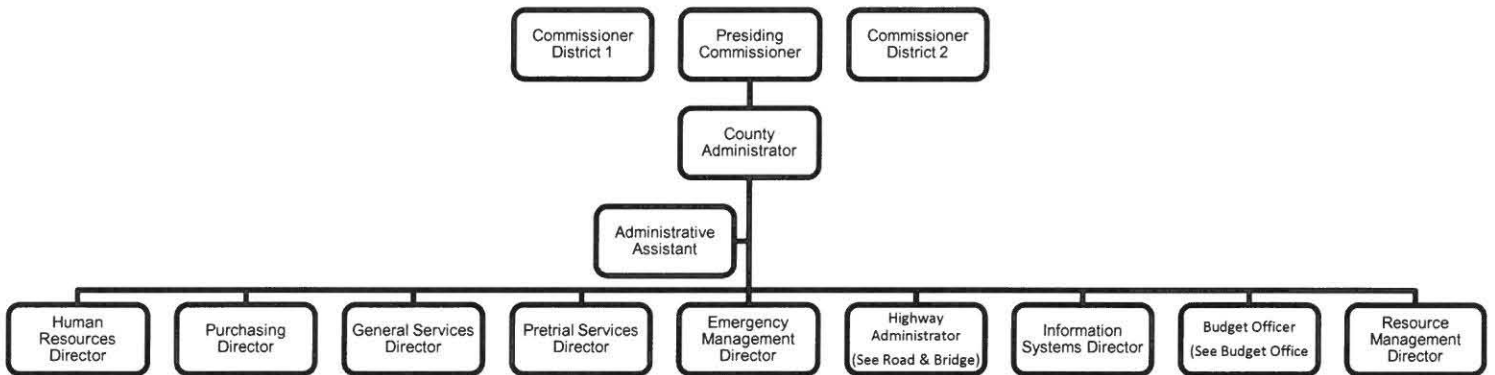 Commissioner
District 1
Presiding
Commissioner
Commissioner
District 2
County
Administrator
Administrative
Assistant
Human
Resources
Director
Purchasing
Director
General Services
Director
Pretrial Services
Director
Emergency
Management
Director
Highway
Administrator
(See Road & Bridge)
Information
Systems Director
Budget Officer
(See Budget Office
Resource
Management
Director